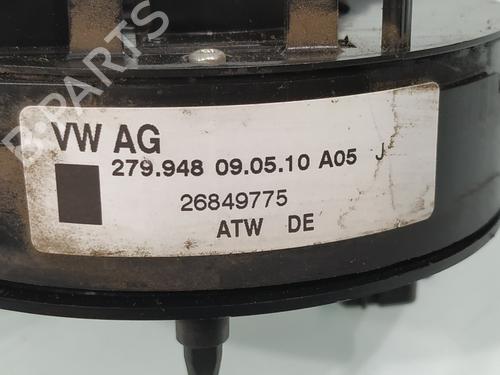 VW AG
279.948 09.05.10 A05 J
26849775
ATW DE
B-PARTS